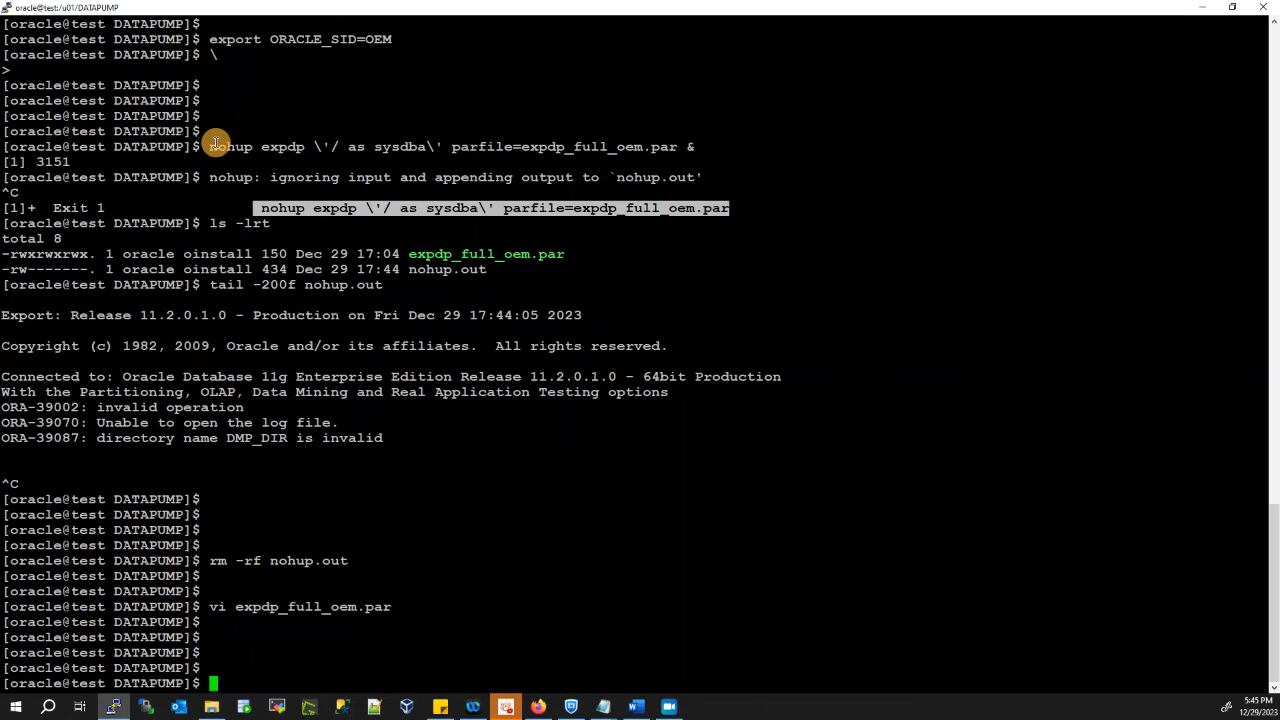 oracle@test:/u01/DATAPUMP
[oracle@test DATAPUMP]$
[oracle@test DATAPUMP]$ export ORACLE_SID=OEM
[oracle@test DATAPUMP]$ \
>
[oracle@test DATAPUMP]$
[oracle@test DATAPUMP]$
[oracle@test DATAPUMP]$
[oracle@test DATAPUMP]$
[oracle@test DATAPUMP]$ nohup expdp \'/ as sysdba\' parfile=expdp_full_oem.par &
[1] 3151
[oracle@test DATAPUMP]$ nohup: ignoring input and appending output to `nohup.out'
^C
[1]+  Exit 1                 nohup expdp \'/ as sysdba\' parfile=expdp_full_oem.par
[oracle@test DATAPUMP]$ ls -lrt
total 8
-rwxrwxrwx. 1 oracle oinstall 150 Dec 29 17:04 expdp_full_oem.par
-rw-------. 1 oracle oinstall 434 Dec 29 17:44 nohup.out
[oracle@test DATAPUMP]$ tail -200f nohup.out
Export: Release 11.2.0.1.0 - Production on Fri Dec 29 17:44:05 2023
Copyright (c) 1982, 2009, Oracle and/or its affiliates.  All rights reserved.
Connected to: Oracle Database 11g Enterprise Edition Release 11.2.0.1.0 - 64bit Production
With the Partitioning, OLAP, Data Mining and Real Application Testing options
ORA-39002: invalid operation
ORA-39070: Unable to open the log file.
ORA-39087: directory name DMP_DIR is invalid
^C
[oracle@test DATAPUMP]$
[oracle@test DATAPUMP]$
[oracle@test DATAPUMP]$
[oracle@test DATAPUMP]$
[oracle@test DATAPUMP]$ rm -rf nohup.out
[oracle@test DATAPUMP]$
[oracle@test DATAPUMP]$
[oracle@test DATAPUMP]$ vi expdp_full_oem.par
[oracle@test DATAPUMP]$
[oracle@test DATAPUMP]$
[oracle@test DATAPUMP]$
[oracle@test DATAPUMP]$
[oracle@test DATAPUMP]$
5:45 PM
12/29/2023